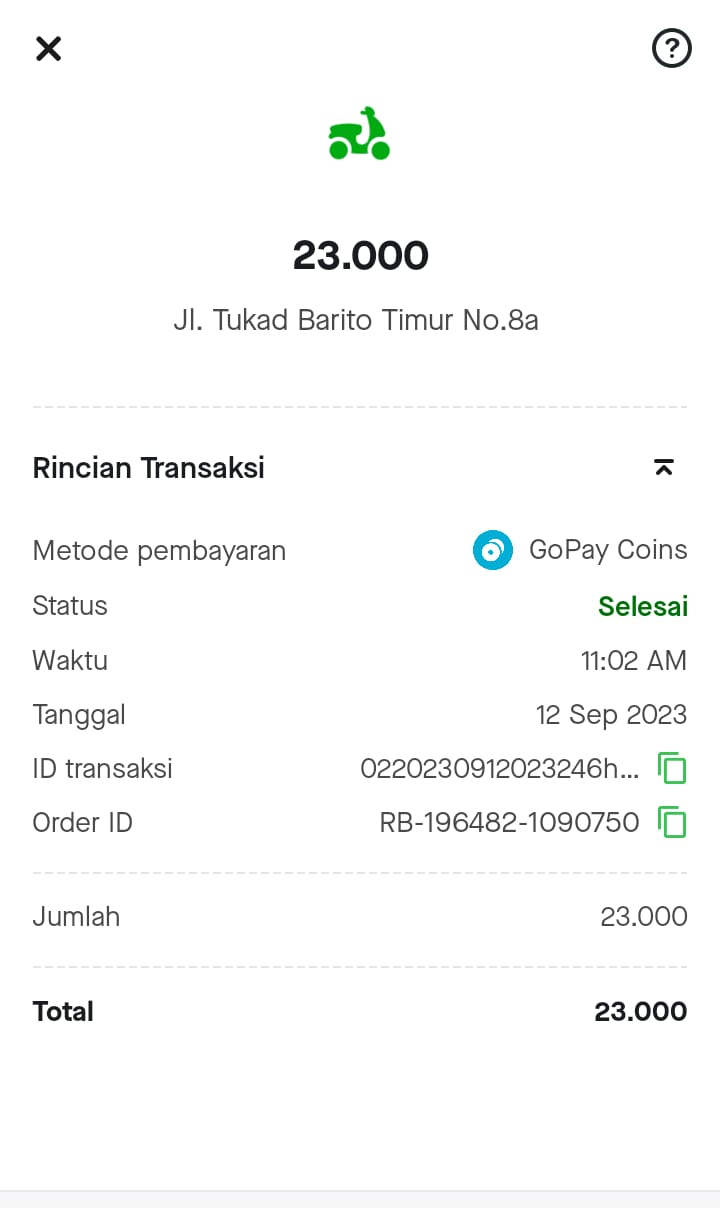 23.000
Jl. Tukad Barito Timur No.8a
Rincian Transaksi
Metode pembayaran GoPay Coins
Status Selesai
Waktu 11:02 AM
Tanggal 12 Sep 2023
ID transaksi 0220230912023246h...
Order ID RB-196482-1090750
Jumlah 23.000
Total 23.000